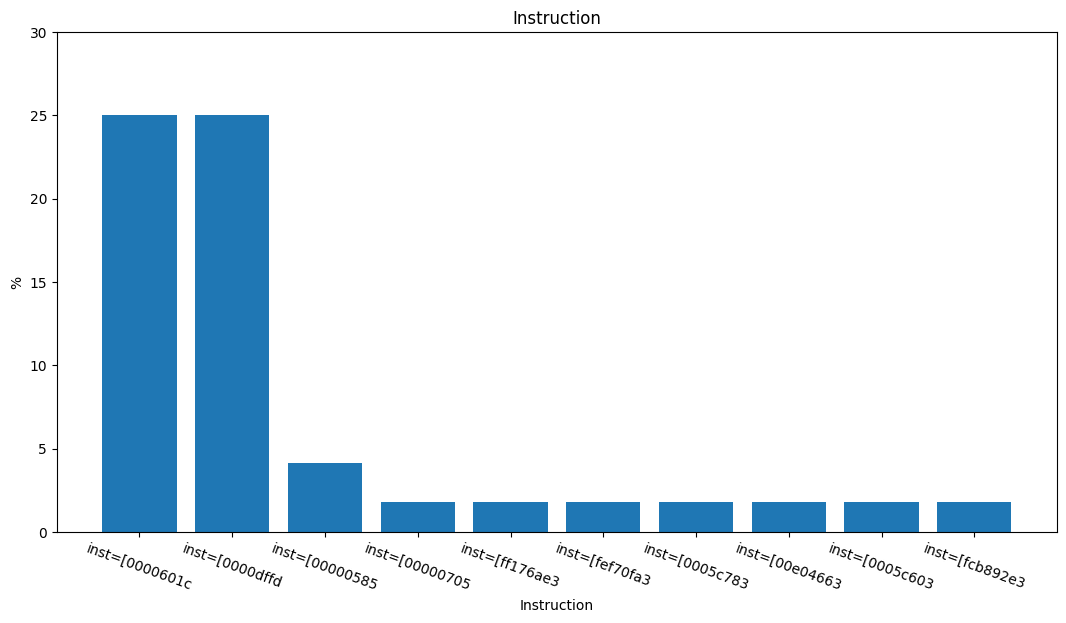 Instruction
30
25
20
15
10
5
0
%
inst=[0000601c
inst=[0000dffd
inst=[00000585
inst=[00000705
inst=[ff176ae3
inst=[fef70fa3
inst=[0005c783
inst=[00e04663
inst=[0005c603
inst=[fcb892e3
Instruction